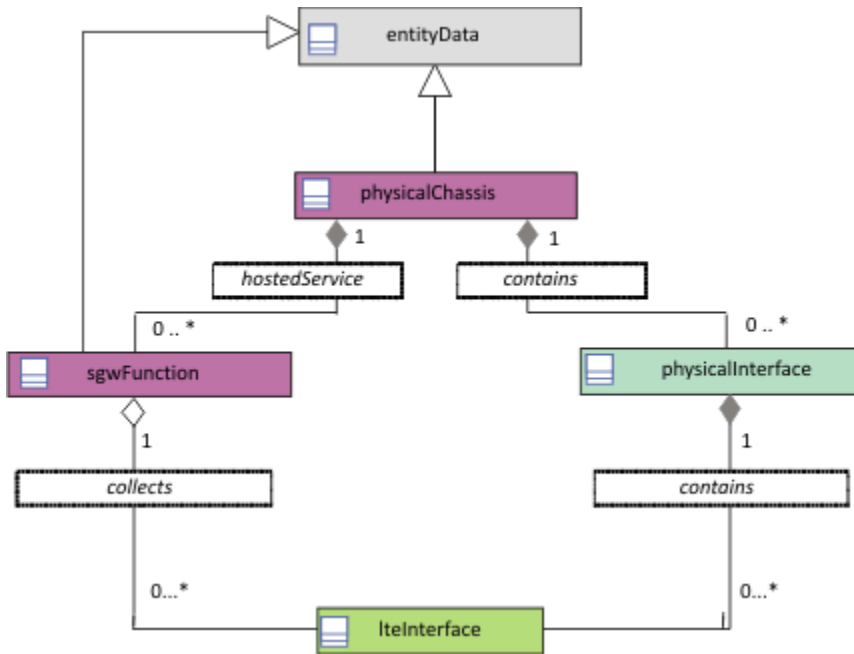 entityData
physicalChassis
1
1
hostedService
contains
0 .. *
0 .. *
sgwFunction
physicalInterface
1
1
collects
contains
0...*
0...*
lteInterface